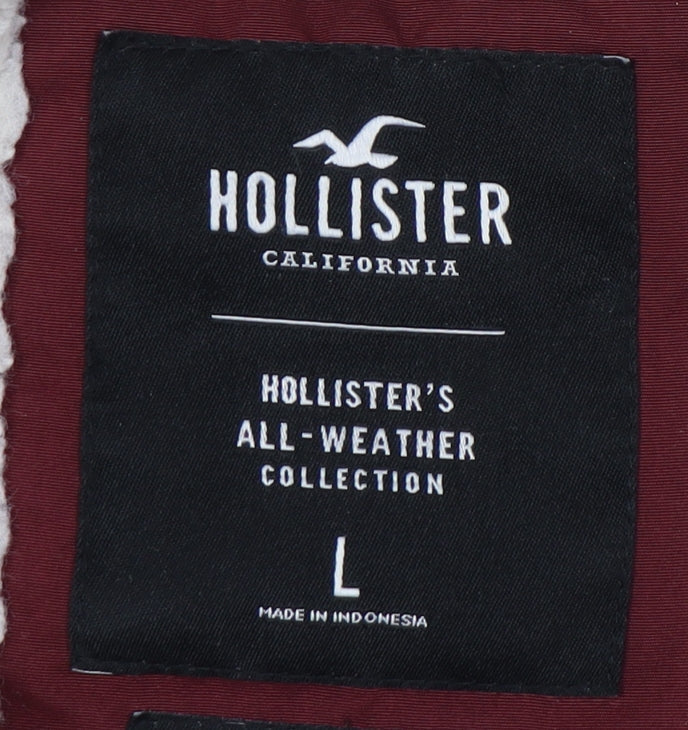 HOLLISTER
CALIFORNIA
HOLLISTER'S
ALL-WEATHER
COLLECTION
L
MADE IN INDONESIA